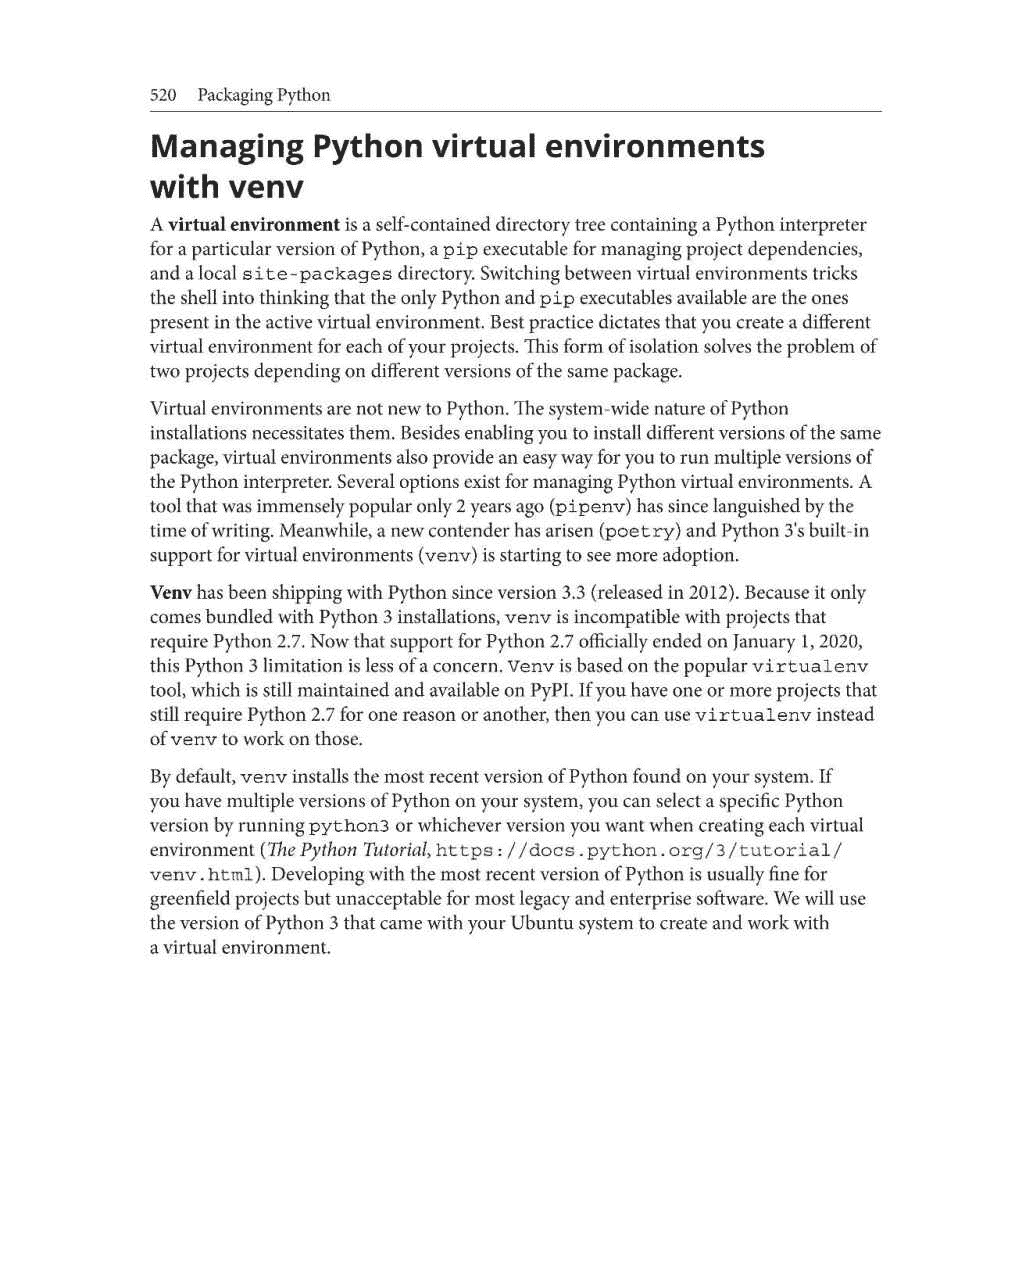 520 Packaging Python
Managing Python virtual environments
with venv
A virtual environment is a self-contained directory tree containing a Python interpreter
for a particular version of Python, a pip executable for managing project dependencies,
and a local site-packages directory. Switching between virtual environments tricks
the shell into thinking that the only Python and pip executables available are the ones
present in the active virtual environment. Best practice dictates that you create a different
virtual environment for each of your projects. This form of isolation solves the problem of
two projects depending on different versions of the same package.
Virtual environments are not new to Python. The system-wide nature of Python
installations necessitates them. Besides enabling you to install different versions of the same
package, virtual environments also provide an easy way for you to run multiple versions of
the Python interpreter. Several options exist for managing Python virtual environments. A
tool that was immensely popular only 2 years ago (pipenv) has since languished by the
time of writing. Meanwhile, a new contender has arisen (poetry) and Python 3's built-in
support for virtual environments (venv) is starting to see more adoption.
Venv has been shipping with Python since version 3.3 (released in 2012). Because it only
comes bundled with Python 3 installations, venv is incompatible with projects that
require Python 2.7. Now that support for Python 2.7 officially ended on January 1, 2020,
this Python 3 limitation is less of a concern. Venv is based on the popular virtualenv
tool, which is still maintained and available on PyPI. If you have one or more projects that
still require Python 2.7 for one reason or another, then you can use virtualenv instead
of venv to work on those.
By default, venv installs the most recent version of Python found on your system. If
you have multiple versions of Python on your system, you can select a specific Python
version by running python3 or whichever version you want when creating each virtual
environment (The Python Tutorial, https://docs.python.org/3/tutorial/
venv.html). Developing with the most recent version of Python is usually fine for
greenfield projects but unacceptable for most legacy and enterprise software. We will use
the version of Python 3 that came with your Ubuntu system to create and work with
a virtual environment.